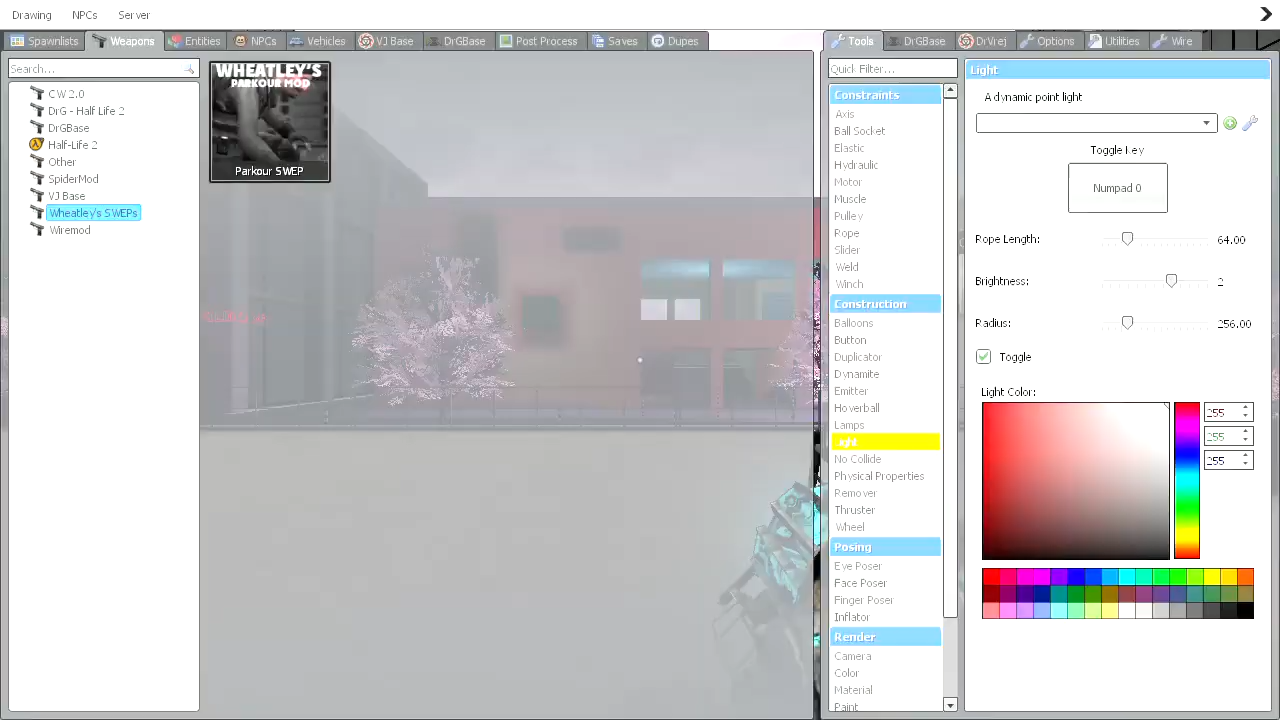 Drawing NPCs Server
Spawnlists Weapons Entities NPCs Vehicles VJ Base DrGBase Post Process Saves Dupes
Tools DrGBase DrVrej Options Utilities Wire
Search...
CW 2.0
DrG - Half Life 2
DrGBase
Half-Life 2
Other
SpiderMod
VJ Base
Wheatley's SWEPs
Wiremod
WHEATLEY'S
PARKOUR MOD
Parkour SWEP
Quick Filter...
Constraints
Axis
Ball Socket
Elastic
Hydraulic
Motor
Muscle
Pulley
Rope
Slider
Weld
Winch
Construction
Balloons
Button
Duplicator
Dynamite
Emitter
Hoverball
Lamps
Light
No Collide
Physical Properties
Remover
Thruster
Wheel
Posing
Eye Poser
Face Poser
Finger Poser
Inflator
Render
Camera
Color
Material
Paint
Light
A dynamic point light
Toggle Key
Numpad 0
Rope Length: 64.00
Brightness: 2
Radius: 256.00
Toggle
Light Color:
255
255
255